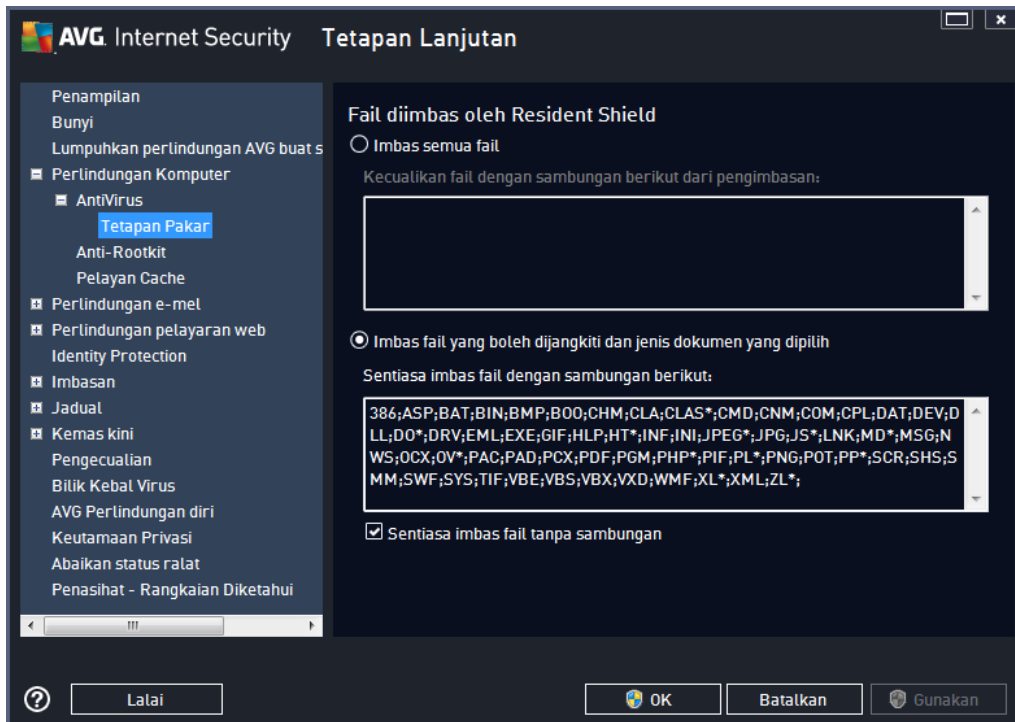 AVG. Internet Security Tetapan Lanjutan
Penampilan
Bunyi
Lumpuhkan perlindungan AVG buat s
Perlindungan Komputer
AntiVirus
Tetapan Pakar
Anti-Rootkit
Pelayan Cache
Perlindungan e-mel
Perlindungan pelayaran web
Identity Protection
Imbasan
Jadual
Kemas kini
Pengecualian
Bilik Kebal Virus
AVG Perlindungan diri
Keutamaan Privasi
Abaikan status ralat
Penasihat - Rangkaian Diketahui
Fail diimbas oleh Resident Shield
Imbas semua fail
Kecualikan fail dengan sambungan berikut dari pengimbasan:
Imbas fail yang boleh dijangkiti dan jenis dokumen yang dipilih
Sentiasa imbas fail dengan sambungan berikut:
386;ASP;BAT;BIN;BMP;BOO;CHM;CLA;CLAS*;CMD;CNM;COM;CPL;DAT;DEV;D
LL;DO*;DRV;EML;EXE;GIF;HLP;HT*;INF;INI;JPEG*;JPG;JS*;LNK;MD*;MSG;N
WS;OCX;OV*;PAC;PAD;PCX;PDF;PGM;PHP*;PIF;PL*;PNG;POT;PP*;SCR;SHS;S
MM;SWF;SYS;TIF;VBE;VBS;VBX;VXD;WMF;XL*;XML;ZL*;
Sentiasa imbas fail tanpa sambungan
Lalai
OK
Batalkan
Gunakan